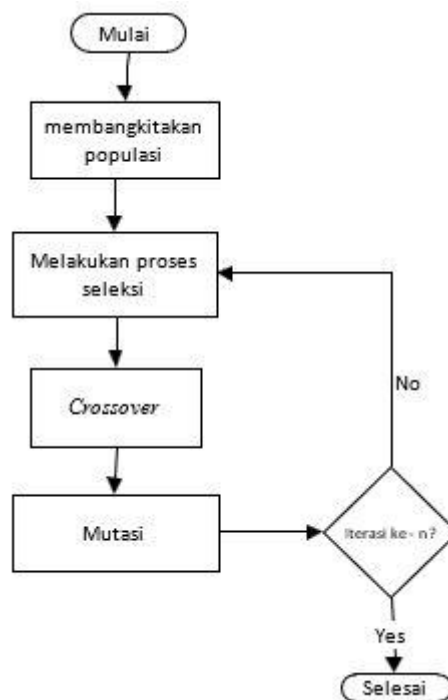 Mulai
membangkitakan
populasi
Melakukan proses
seleksi
Crossover
No
Mutasi
Iterasi ke- n?
Yes
Selesai